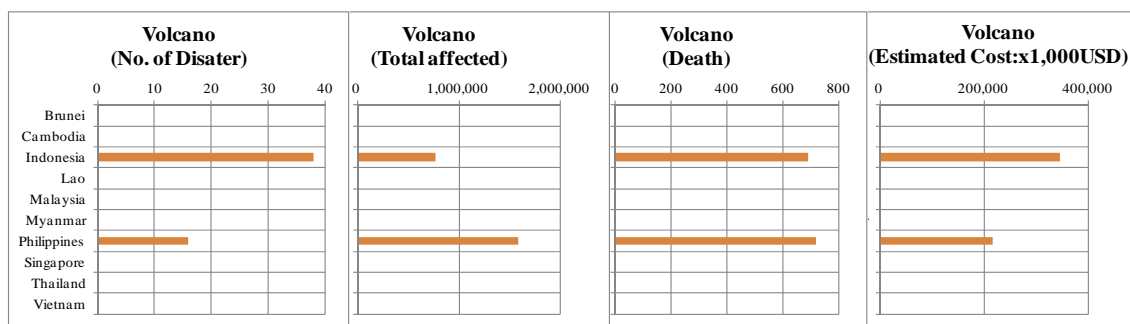 Volcano
(No. of Disater)
0 10 20 30 40
Volcano
(Total affected)
0 1,000,000 2,000,000
Volcano
(Death)
0 200 400 600 800
Volcano
(Estimated Cost:x1,000USD)
0 200,000 400,000
Brunei
Cambodia
Indonesia
Lao
Malaysia
Myanmar
Philippines
Singapore
Thailand
Vietnam